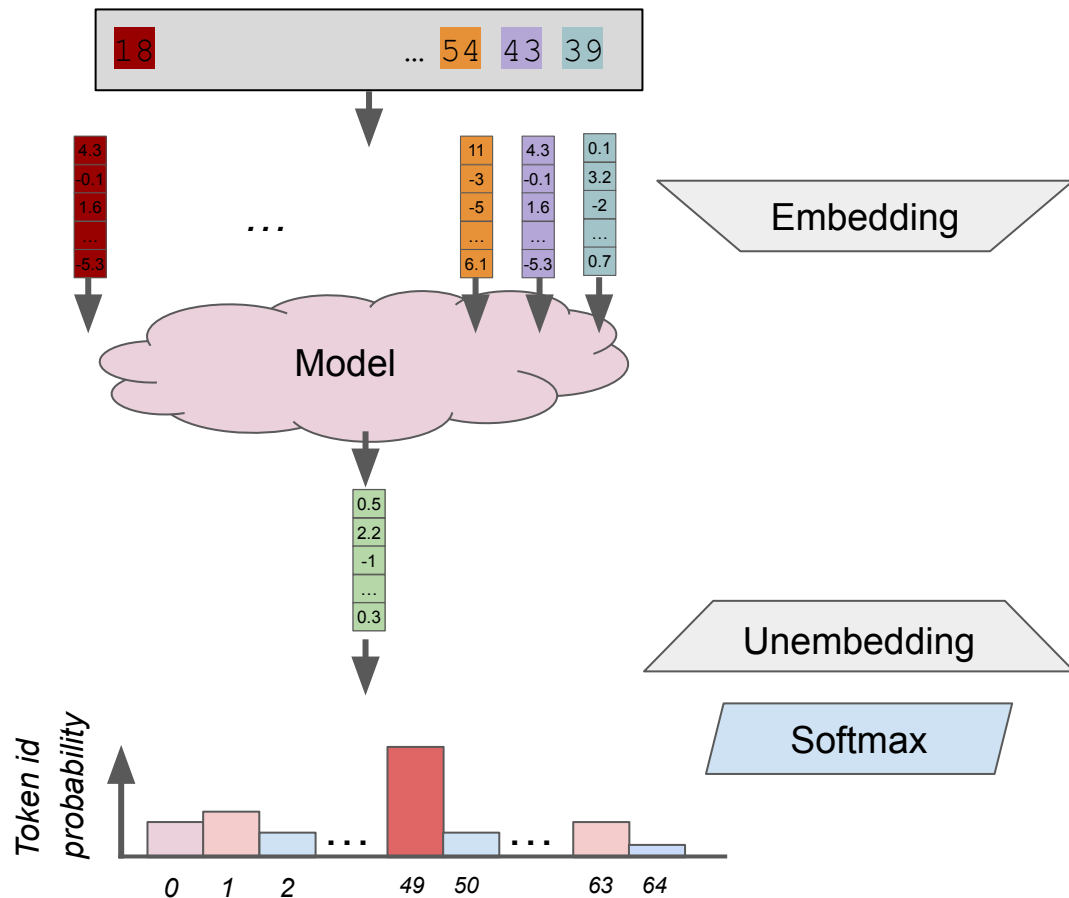 18 ... 54 43 39
4.3 11 4.3 0.1
-0.1 -3 -0.1 3.2
1.6 ... -5 1.6 -2
... ... ... ...
-5.3 6.1 -5.3 0.7
Embedding
Model
0.5
2.2
-1
...
0.3
Unembedding
Softmax
Token id
probability
... ...
0 1 2 49 50 63 64